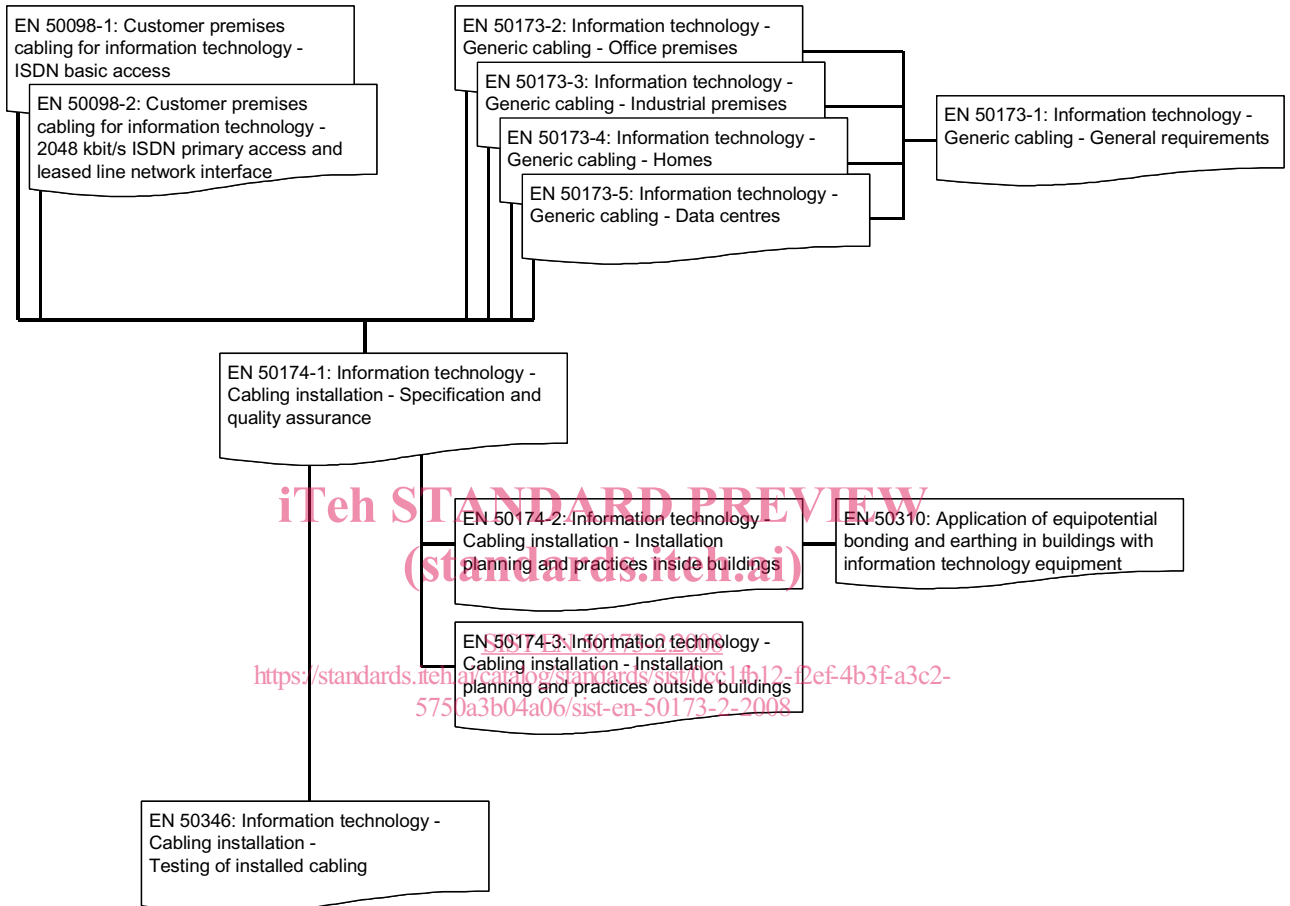 EN 50098-1: Customer premises
cabling for information technology -
ISDN basic access
EN 50098-2: Customer premises
cabling for information technology -
2048 kbit/s ISDN primary access and
leased line network interface
EN 50173-2: Information technology -
Generic cabling - Office premises
EN 50173-3: Information technology -
Generic cabling - Industrial premises
EN 50173-4: Information technology -
Generic cabling - Homes
EN 50173-5: Information technology -
Generic cabling - Data centres
EN 50173-1: Information technology -
Generic cabling - General requirements
EN 50174-1: Information technology -
Cabling installation - Specification and
quality assurance
iTeh STANDARD PREVIEW
(standards.iteh.ai)
EN 50174-2: Information technology -
Cabling installation - Installation
planning and practices inside buildings
EN 50310: Application of equipotential
bonding and earthing in buildings with
information technology equipment
SIST EN 50173-2:2008
https://standards.iteh.ai/catalog/standards/sist/0cc1fb12-f2ef-4b3f-a3c2-
5750a3b04a06/sist-en-50173-2-2008
EN 50174-3: Information technology -
Cabling installation - Installation
planning and practices outside buildings
EN 50346: Information technology -
Cabling installation -
Testing of installed cabling